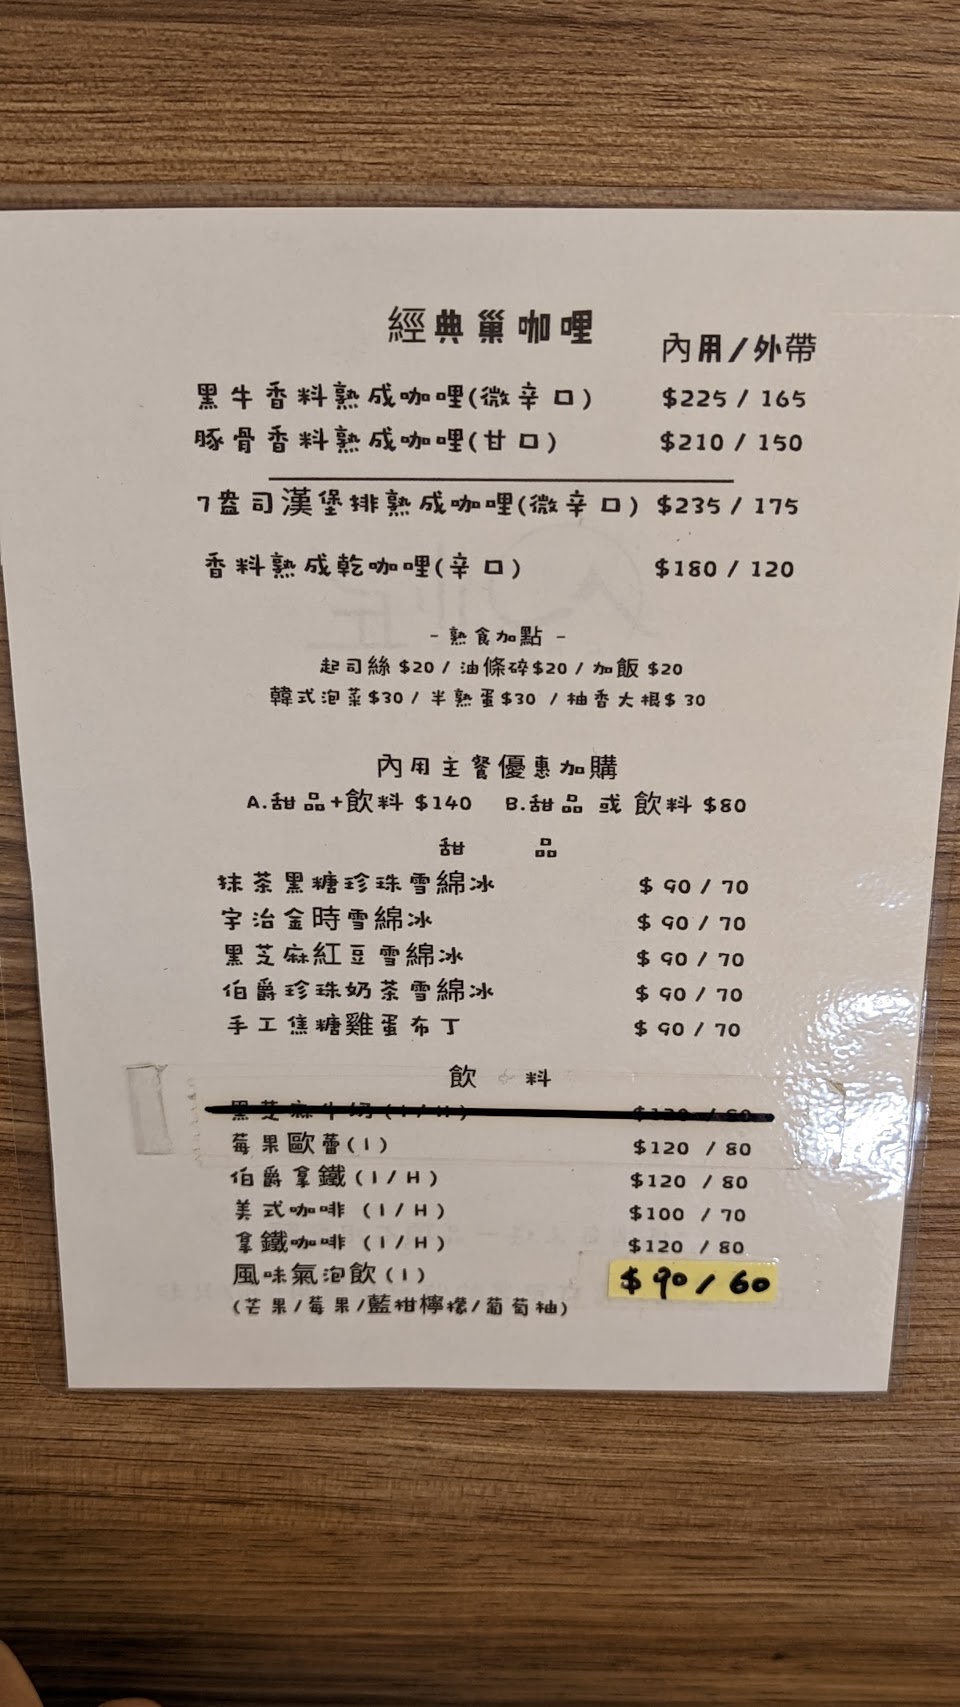 經典巢咖哩
內用/外帶
黑牛香料熟成咖哩(微辛口) $225 / 165
豚骨香料熟成咖哩(甘口) $210 / 150
7盎司漢堡排熟成咖哩(微辛口) $235 / 175
香料熟成乾咖哩(辛口) $180 / 120
- 熟食加點 -
起司絲 $20 / 油條碎$20 / 加飯 $20
韓式泡菜$30 / 半熟蛋$30 / 柚香大根$ 30
內用主餐優惠加購
A.甜品+飲料 $140 B.甜品 或 飲料 $80
甜 品
抹茶黑糖珍珠雪綿冰 $ 90 / 70
宇治金時雪綿冰 $ 90 / 70
黑芝麻紅豆雪綿冰 $ 90 / 70
伯爵珍珠奶茶雪綿冰 $ 90 / 70
手工焦糖雞蛋布丁 $ 90 / 70
飲 料
黑芝麻牛奶(I/H) $120 / 80
莓果歐蕾(I) $120 / 80
伯爵拿鐵(I/H) $120 / 80
美式咖啡 (I/H) $100 / 70
拿鐵咖啡 (I/H) $120 / 80
風味氣泡飲(I) $90/60
(芒果/莓果/藍柑檸檬/葡萄柚)